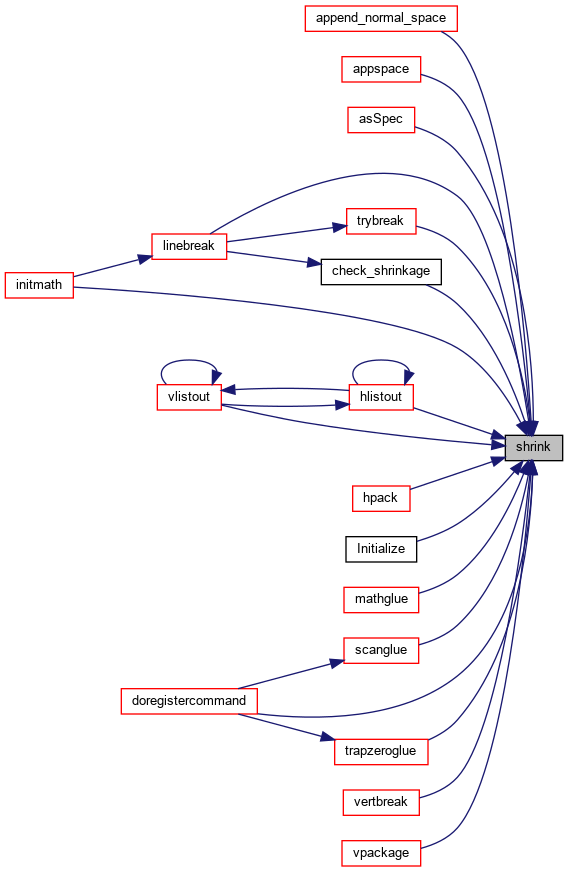 append_normal_space
appspace
asSpec
trybreak
linebreak
check_shrinkage
initmath
vlistout
hlistout
shrink
hpack
Initialize
mathglue
scanglue
doregistercommand
trapzeroglue
vertbreak
vpackage